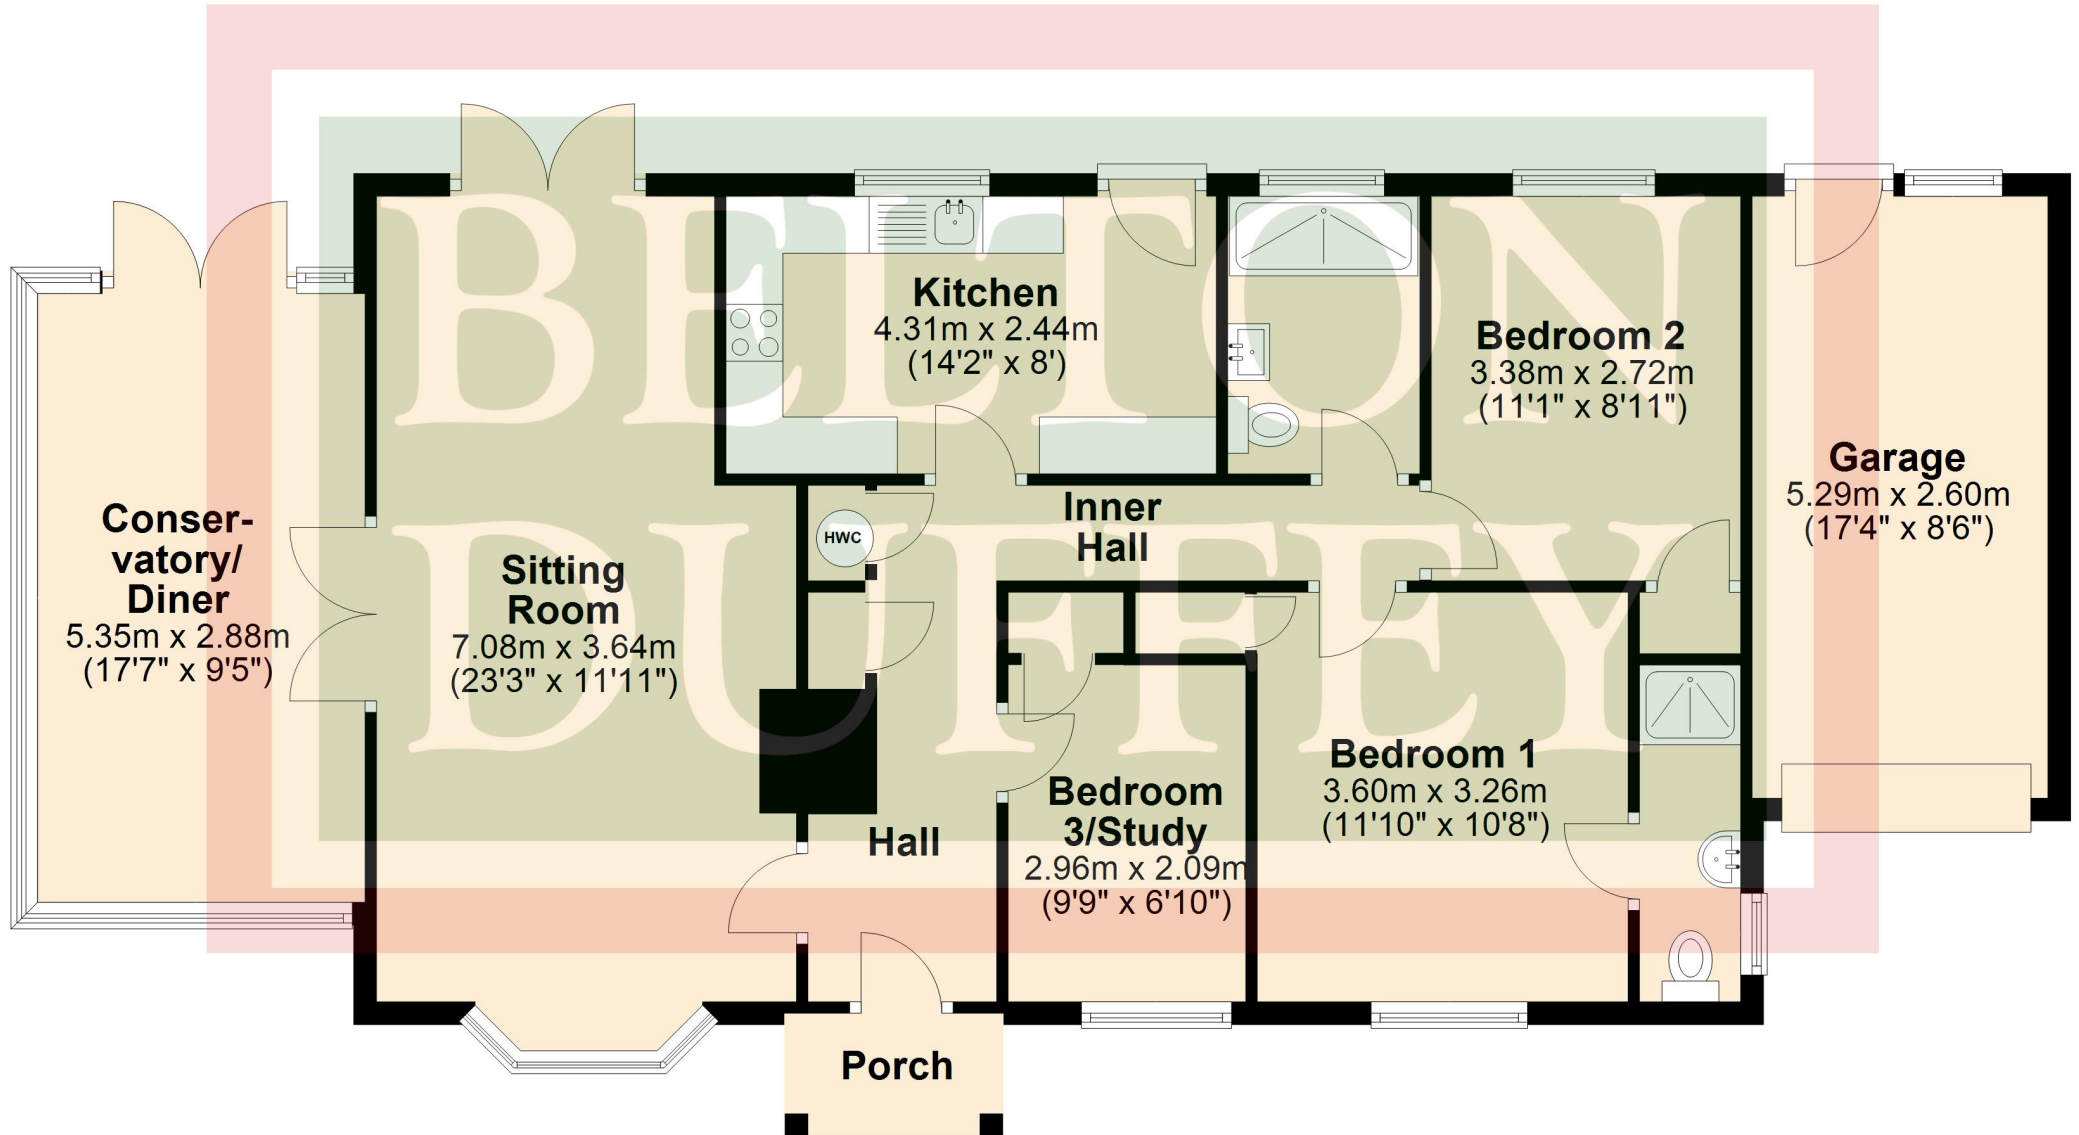 BELTON
DUFFEY
Kitchen
4.31m x 2.44m
(14'2" x 8')
Bedroom 2
3.38m x 2.72m
(11'1" x 8'11")
Garage
5.29m x 2.60m
(17'4" x 8'6")
Conser-
vatory/
Diner
5.35m x 2.88m
(17'7" x 9'5")
Sitting
Room
7.08m x 3.64m
(23'3" x 11'11")
HWC
Inner
Hall
Bedroom 1
3.60m x 3.26m
(11'10" x 10'8")
Bedroom
3/Study
2.96m x 2.09m
(9'9" x 6'10")
Hall
Porch